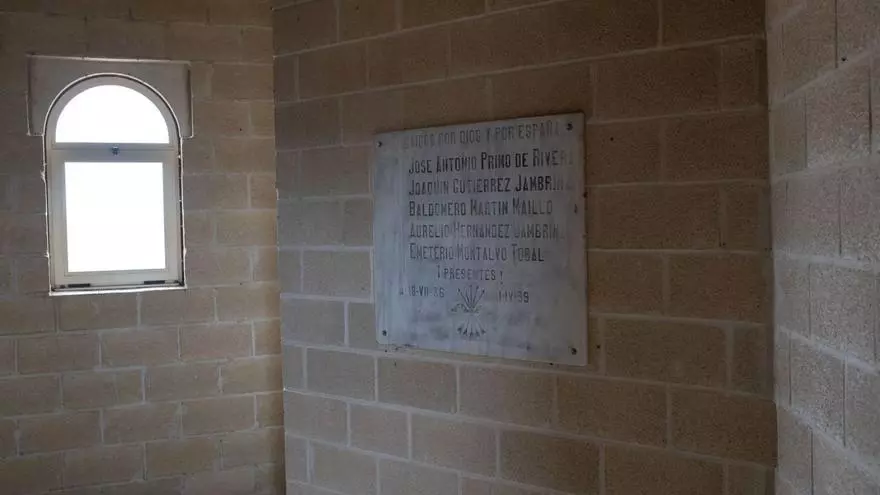 CAIDOS POR DIOS Y POR ESPAÑA
JOSE ANTONIO PRIMO DE RIVERA
JOAQUIN GUTIERREZ JAMBRINA
BALDOMERO MARTIN MAILLO
AURELIO HERNANDEZ JAMBRINA
EMETERIO MONTALVO TOBAL
¡PRESENTES!
18-VII-36 1-IV-39